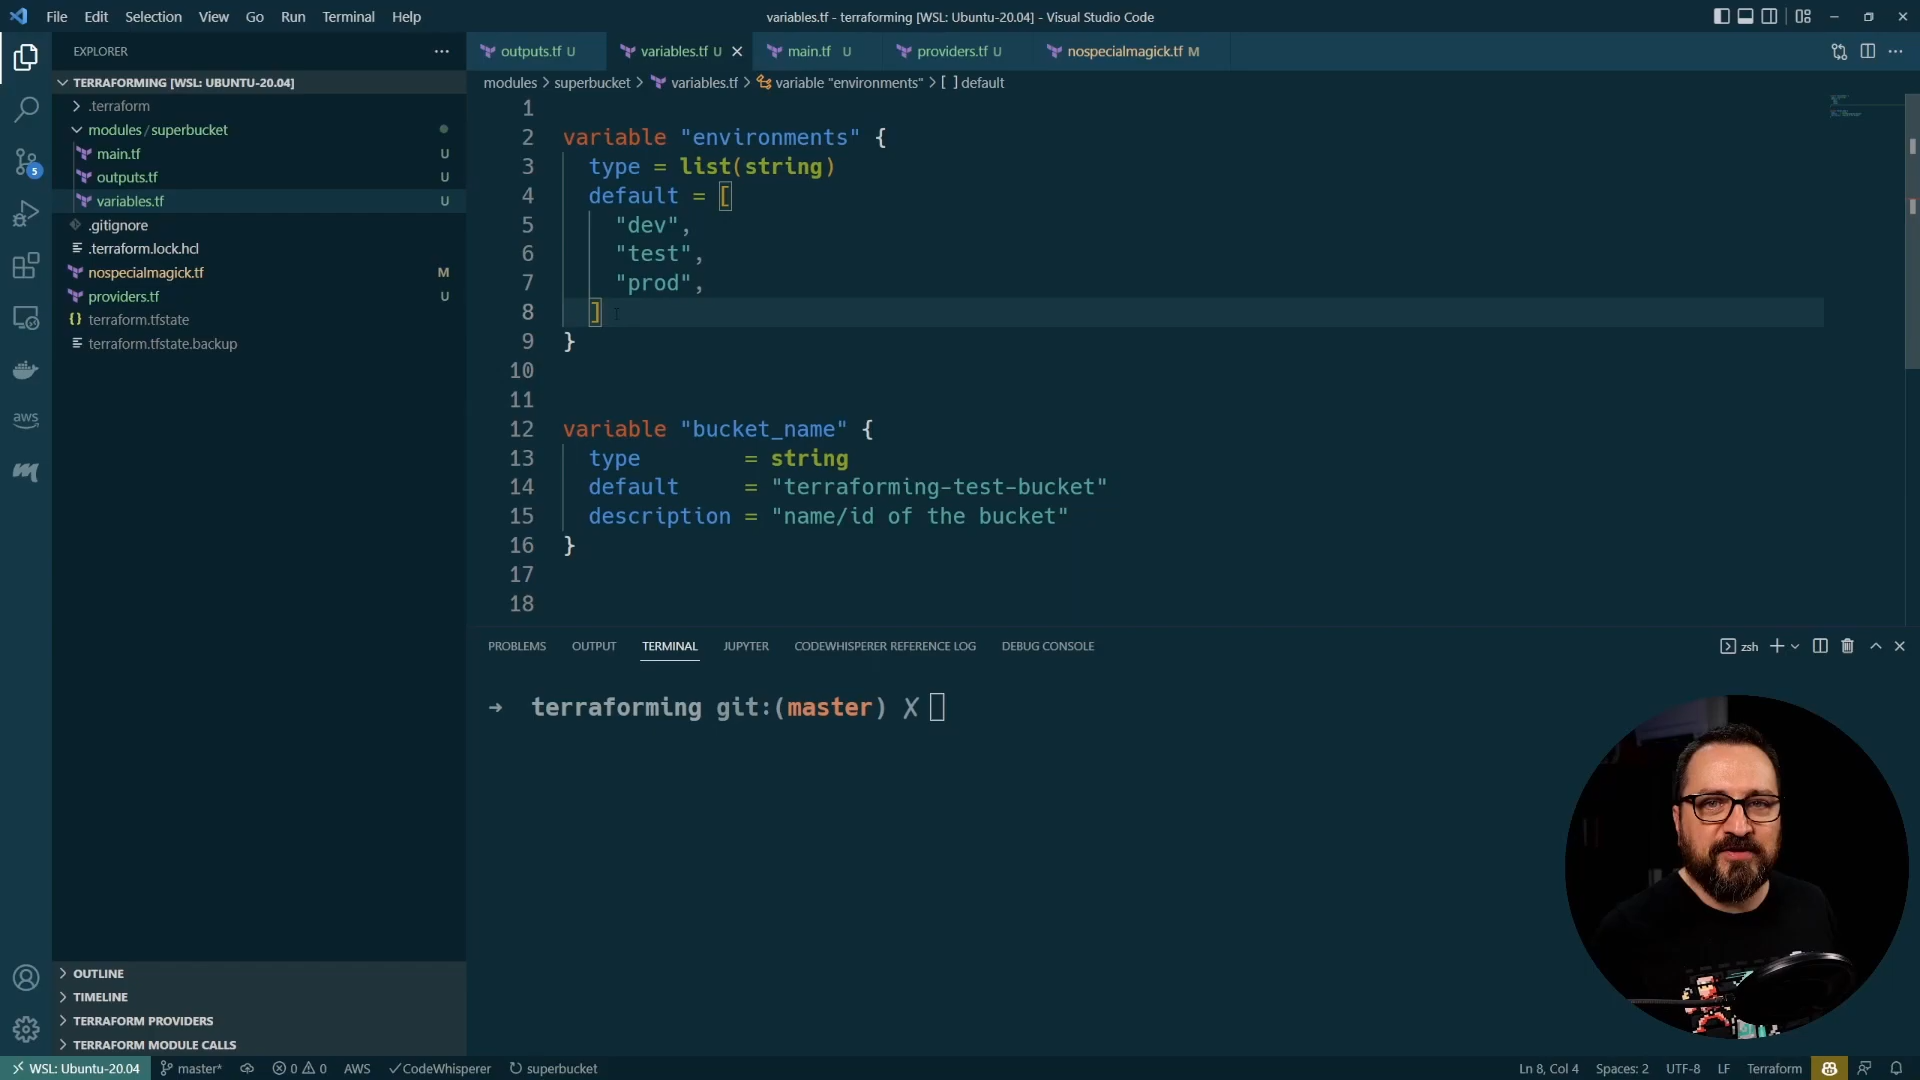 File Edit Selection View Go Run Terminal Help
variables.tf - terraforming [WSL: Ubuntu-20.04] - Visual Studio Code
EXPLORER
TERRAFORMING [WSL: UBUNTU-20.04]
.terraform
modules / superbucket
main.tf U
outputs.tf U
variables.tf U
.gitignore
.terraform.lock.hcl
nospecialmagick.tf M
providers.tf U
terraform.tfstate
terraform.tfstate.backup
5
aws
OUTLINE
TIMELINE
TERRAFORM PROVIDERS
TERRAFORM MODULE CALLS
outputs.tf U variables.tf U main.tf U providers.tf U nospecialmagick.tf M
modules > superbucket > variables.tf > variable "environments" > [ ] default
1
2 variable "environments" {
3 type = list(string)
4 default = [
5 "dev",
6 "test",
7 "prod",
8 ]
9 }
10
11
12 variable "bucket_name" {
13 type = string
14 default = "terraforming-test-bucket"
15 description = "name/id of the bucket"
16 }
17
18
PROBLEMS OUTPUT TERMINAL JUPYTER CODEWHISPERER REFERENCE LOG DEBUG CONSOLE
zsh
→ terraforming git:(master) ✗
WSL: Ubuntu-20.04 master* 0 0 AWS ✓CodeWhisperer superbucket
Ln 8, Col 4 Spaces: 2 UTF-8 LF Terraform